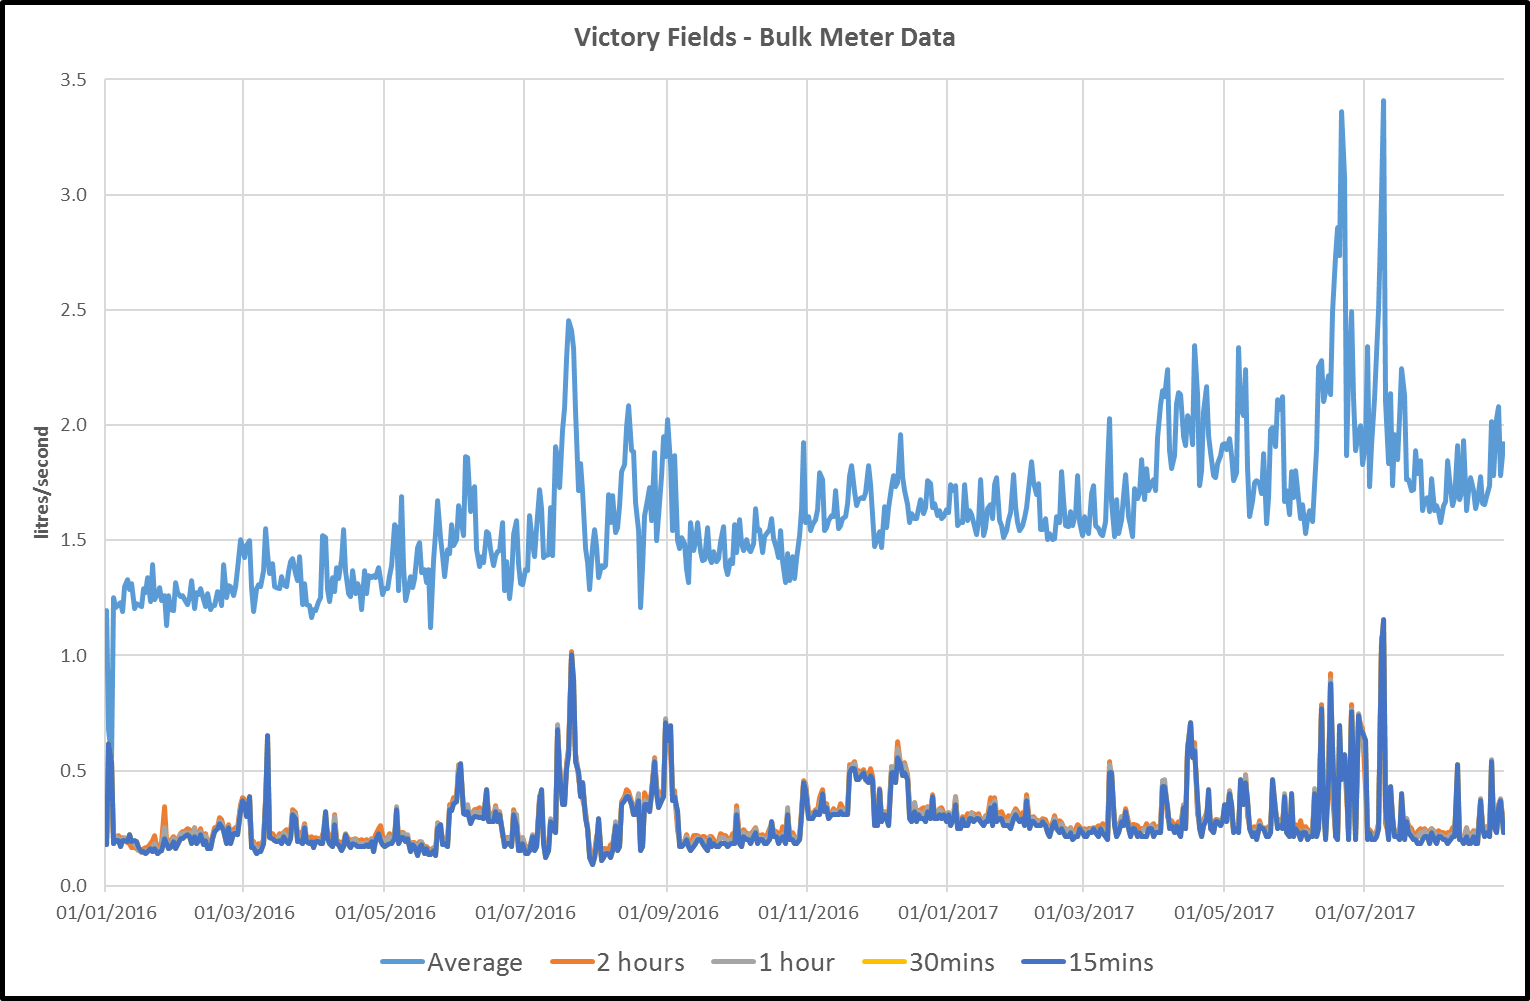 Victory Fields - Bulk Meter Data
3.5
3.0
2.5
2.0
1.5
1.0
0.5
0.0
litres/second
01/01/2016 01/03/2016 01/05/2016 01/07/2016 01/09/2016 01/11/2016 01/01/2017 01/03/2017 01/05/2017 01/07/2017
Average 2 hours 1 hour 30mins 15mins